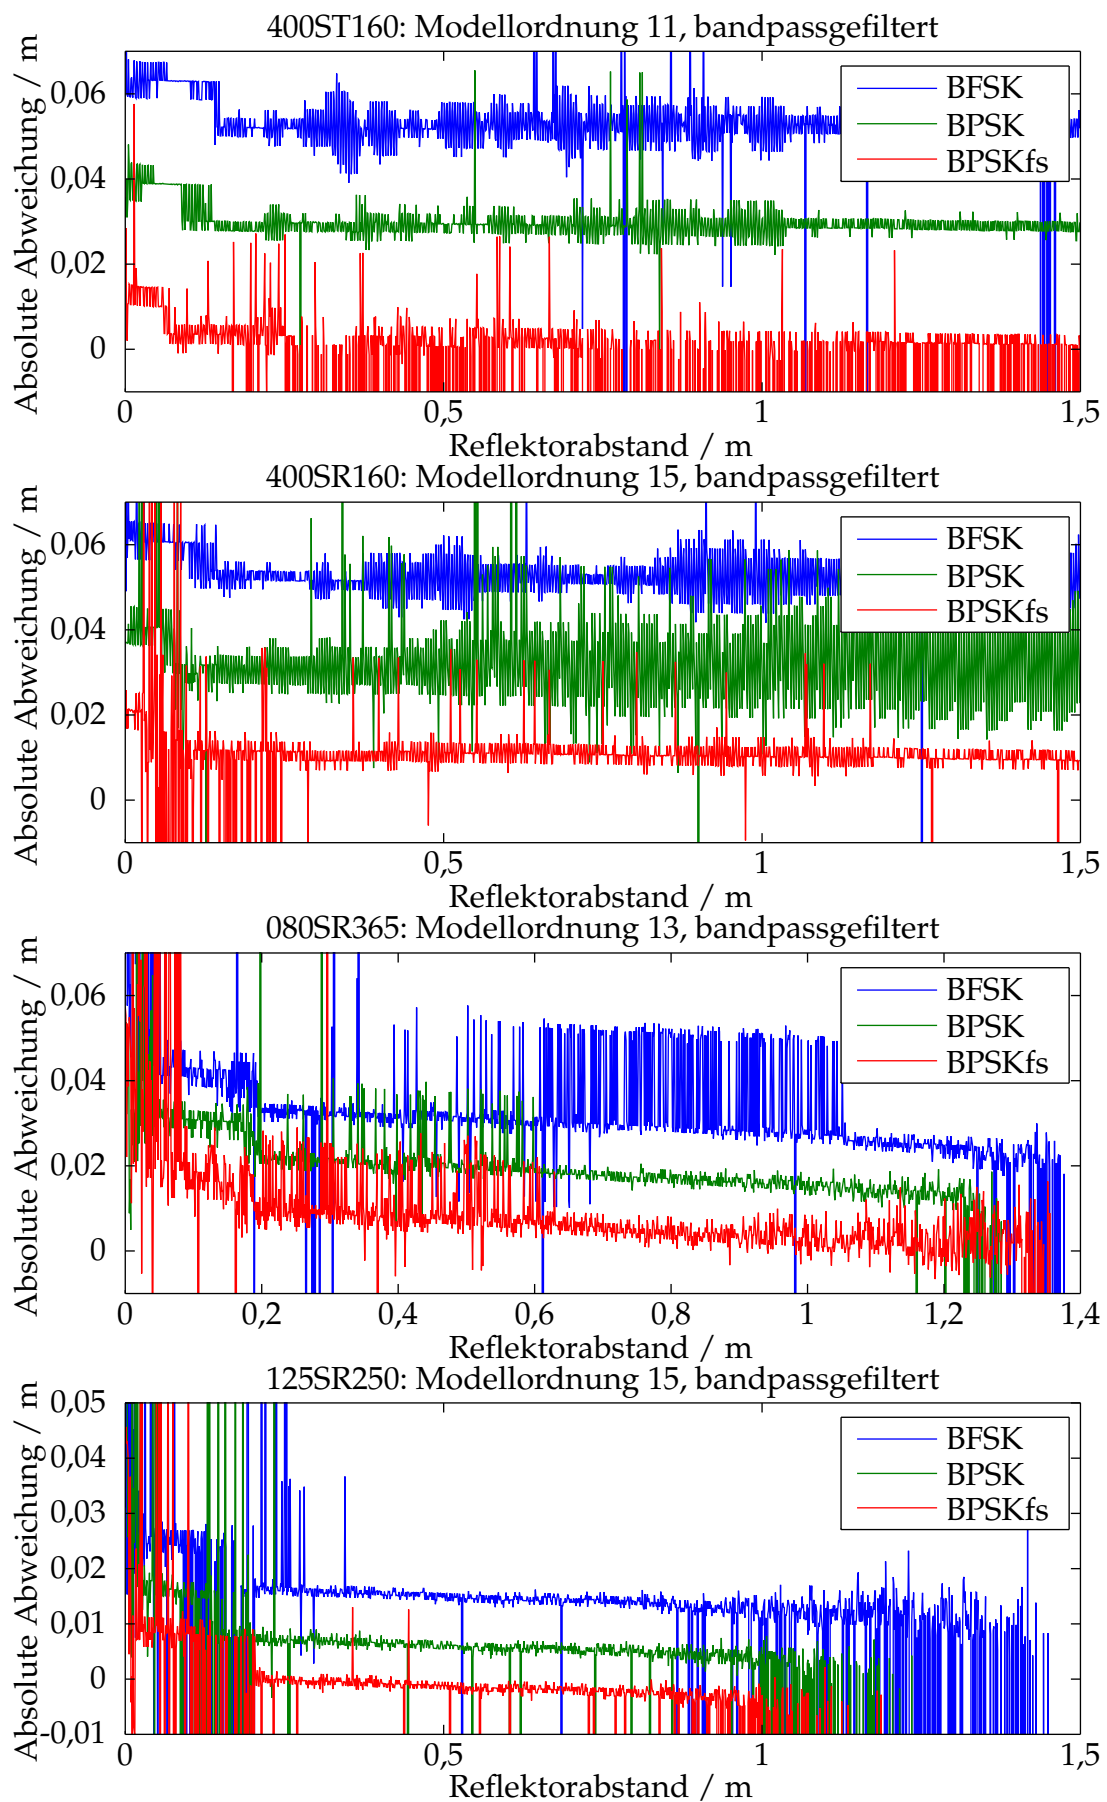 400ST160: Modellordnung 11, bandpassgefiltert
Absolute Abweichung / m
0,06
0,04
0,02
0
BFSK
BPSK
BPSKfs
0 0,5 1 1,5
Reflektorabstand / m
400SR160: Modellordnung 15, bandpassgefiltert
Absolute Abweichung / m
0,06
0,04
0,02
0
BFSK
BPSK
BPSKfs
0 0,5 1 1,5
Reflektorabstand / m
080SR365: Modellordnung 13, bandpassgefiltert
Absolute Abweichung / m
0,06
0,04
0,02
0
BFSK
BPSK
BPSKfs
0 0,2 0,4 0,6 0,8 1 1,2 1,4
Reflektorabstand / m
125SR250: Modellordnung 15, bandpassgefiltert
Absolute Abweichung / m
0,05
0,04
0,03
0,02
0,01
0
-0,01
BFSK
BPSK
BPSKfs
0 0,5 1 1,5
Reflektorabstand / m